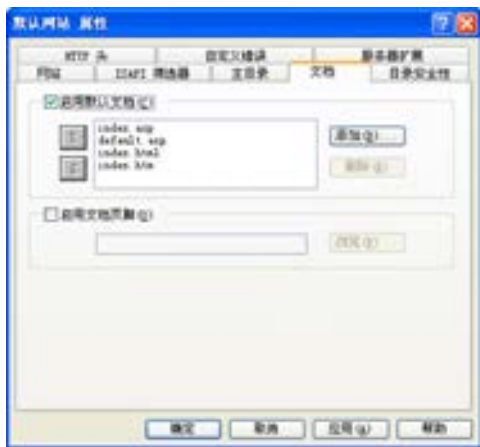 默认网站 属性
HTTP 头 自定义错误 服务器扩展
网站 ISAPI 筛选器 主目录 文档 目录安全性
启用默认文档(C)
index.asp
default.asp
index.html
index.htm
添加(D)...
删除(R)
启用文档页脚(O)
浏览(B)...
确定 取消 应用(A) 帮助